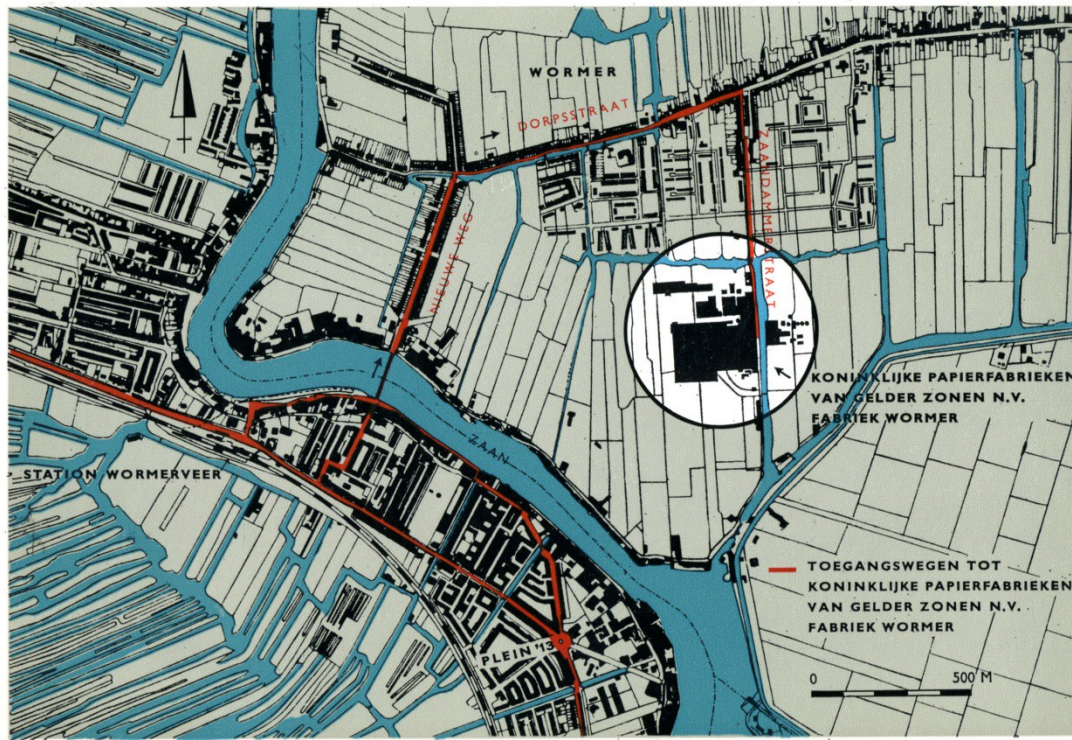 WORMER
DORPSSTRAAT
ZAANDAMMERSTRAAT
NIEUWE WEG
KONINKLIJKE PAPIERFABRIEKEN
VAN GELDER ZONEN N.V.
FABRIEK WORMER
ZAAN
STATION WORMERVEER
TOEGANGSWEGEN TOT
KONINKLIJKE PAPIERFABRIEKEN
VAN GELDER ZONEN N.V.
FABRIEK WORMER
PLEIN '13
0 500 M